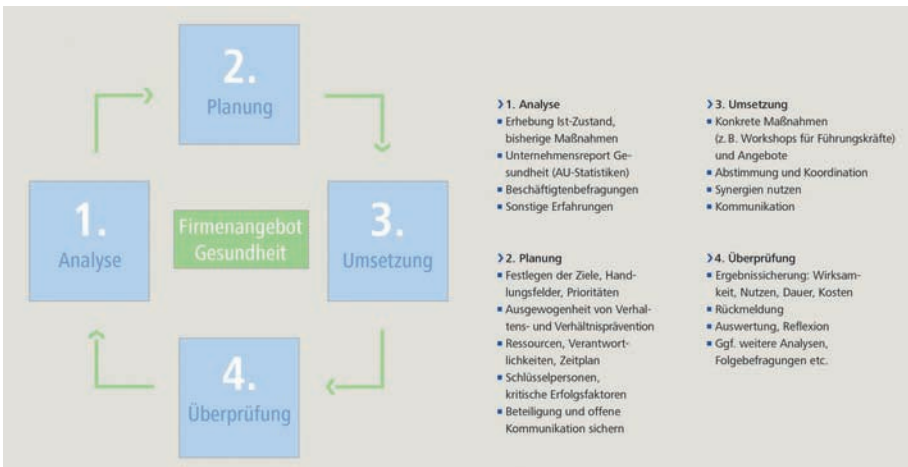 2.
Planung
1.
Analyse
Firmenangebot
Gesundheit
3.
Umsetzung
4.
Überprüfung
› 1. Analyse
▪ Erhebung Ist-Zustand,
bisherige Maßnahmen
▪ Unternehmensreport Ge-
sundheit (AU-Statistiken)
▪ Beschäftigtenbefragungen
▪ Sonstige Erfahrungen
› 2. Planung
▪ Festlegen der Ziele, Hand-
lungsfelder, Prioritäten
▪ Ausgewogenheit von Verhal-
tens- und Verhältnisprävention
▪ Ressourcen, Verantwort-
lichkeiten, Zeitplan
▪ Schlüsselpersonen,
kritische Erfolgsfaktoren
▪ Beteiligung und offene
Kommunikation sichern
› 3. Umsetzung
▪ Konkrete Maßnahmen
(z. B. Workshops für Führungskräfte)
und Angebote
▪ Abstimmung und Koordination
▪ Synergien nutzen
▪ Kommunikation
› 4. Überprüfung
▪ Ergebnissicherung: Wirksam-
keit, Nutzen, Dauer, Kosten
▪ Rückmeldung
▪ Auswertung, Reflexion
▪ Ggf. weitere Analysen,
Folgebefragungen etc.